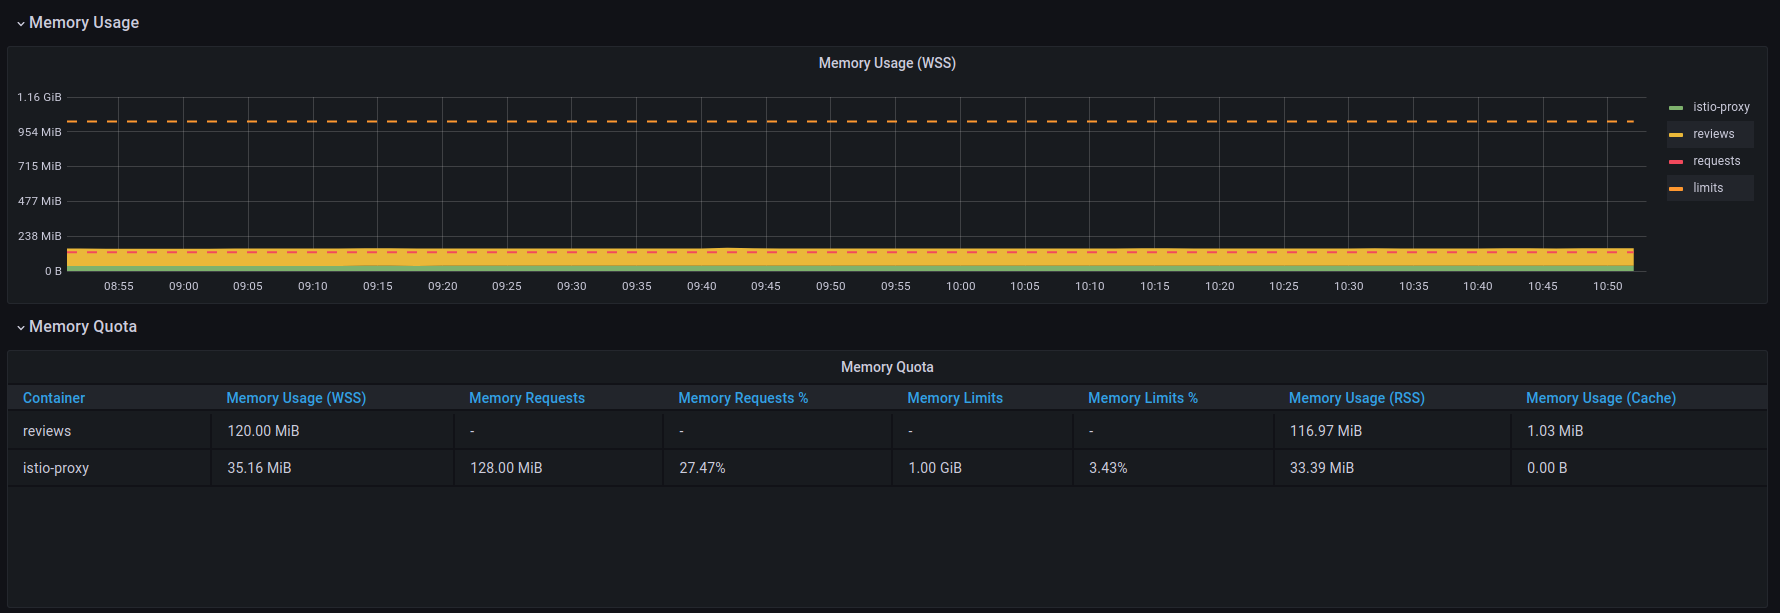 Memory Usage
Memory Usage (WSS)
1.16 GiB
954 MiB
715 MiB
477 MiB
238 MiB
0 B
08:55 09:00 09:05 09:10 09:15 09:20 09:25 09:30 09:35 09:40 09:45 09:50 09:55 10:00 10:05 10:10 10:15 10:20 10:25 10:30 10:35 10:40 10:45 10:50
istio-proxy
reviews
requests
limits
Memory Quota
Memory Quota
Container Memory Usage (WSS) Memory Requests Memory Requests % Memory Limits Memory Limits % Memory Usage (RSS) Memory Usage (Cache)
reviews 120.00 MiB - - - - 116.97 MiB 1.03 MiB
istio-proxy 35.16 MiB 128.00 MiB 27.47% 1.00 GiB 3.43% 33.39 MiB 0.00 B